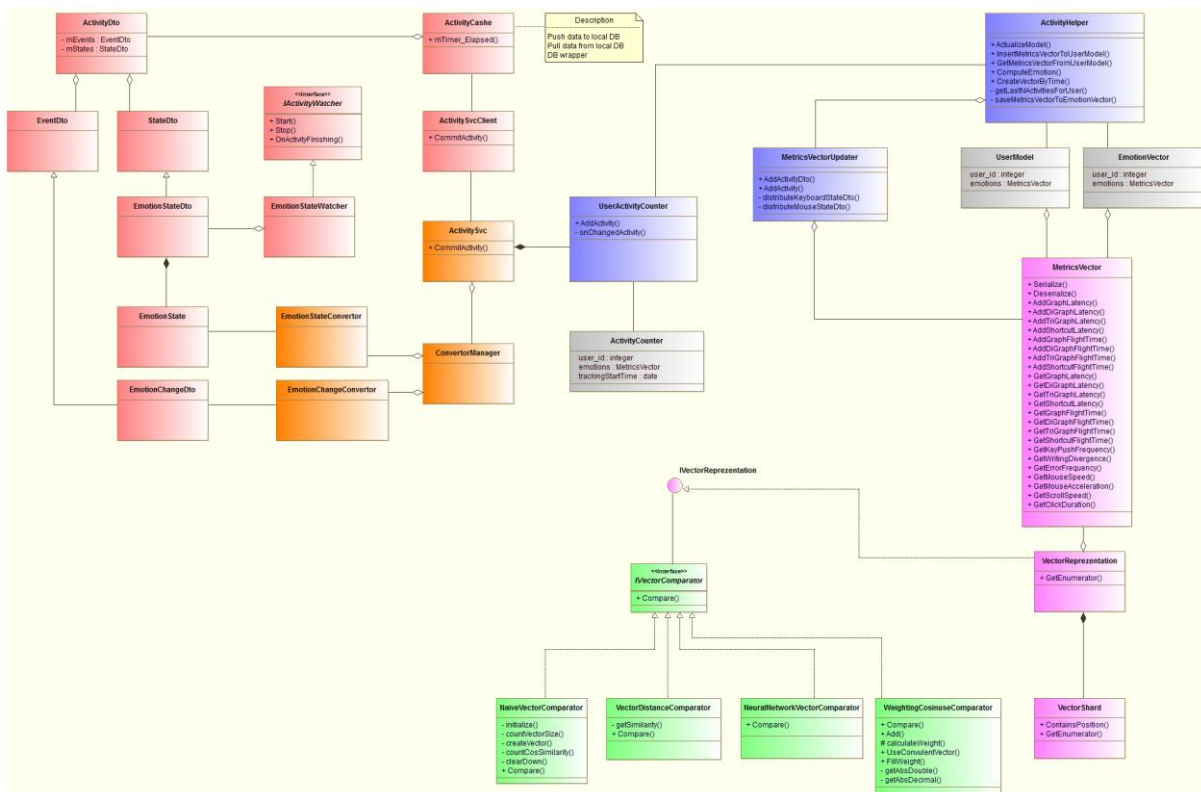 ActivityDto
- mEvents : EventDto
- mStates : StateDto
ActivityCashe
+ mTimer_Elapsed()
Description
Push data to local DB
Pull data from local DB
DB wrapper
ActivityHelper
+ ActualizeModel()
+ InsertMetricsVectorToUserModel()
+ GetMetricsVectorFromUserModel()
+ ComputeEmotion()
+ CreateVectorByTime()
- getLastNActivitiesForUser()
- saveMetricsVectorToEmotionVector()
EventDto
StateDto
<<Interface>>
IActivityWatcher
+ Start()
+ Stop()
+ OnActivityFinishing()
ActivitySvcClient
+ CommitActivity()
MetricsVectorUpdater
+ AddActivityDto()
+ AddActivity()
- distributeKeyboardStateDto()
- distributeMouseStateDto()
UserModel
user_id : integer
emotions : MetricsVector
EmotionVector
user_id : integer
emotions : MetricsVector
EmotionStateDto
EmotionStateWatcher
ActivitySvc
+ CommitActivity()
UserActivityCounter
+ AddActivity()
- onChangedActivity()
MetricsVector
+ Serialize()
+ Deserialize()
+ AddGraphLatency()
+ AddDiGraphLatency()
+ AddTriGraphLatency()
+ AddShortcutLatency()
+ AddGraphFlightTime()
+ AddDiGraphFlightTime()
+ AddTriGraphFlightTime()
+ AddShortcutFlightTime()
+ GetGraphLatency()
+ GetDiGraphLatency()
+ GetTriGraphLatency()
+ GetShortcutLatency()
+ GetGraphFlightTime()
+ GetDiGraphFlightTime()
+ GetTriGraphFlightTime()
+ GetShortcutFlightTime()
+ GetKeyPushFrequency()
+ GetWritingDivergence()
+ GetErrorFrequency()
+ GetMouseSpeed()
+ GetMouseAcceleration()
+ GetScrollSpeed()
+ GetClickDuration()
EmotionState
EmotionStateConvertor
ConvertorManager
ActivityCounter
user_id : integer
emotions : MetricsVector
trackingStartTime : date
EmotionChangeDto
EmotionChangeConvertor
IVectorReprezentation
<<Interface>>
IVectorComparator
+ Compare()
VectorReprezentation
+ GetEnumerator()
NaiveVectorComparator
- initialize()
- countVectorSize()
- createVector()
- countCosSimilarity()
- clearDown()
+ Compare()
VectorDistanceComparator
- getSimilarity()
+ Compare()
NeuralNetworkVectorComparator
+ Compare()
WeightingCosinuseComparator
+ Compare()
+ Add()
# calculateWeight()
+ UseConvulentVector()
+ FillWeight()
- getAbsDouble()
- getAbsDecimal()
VectorShard
+ ContainsPosition()
+ GetEnumerator()